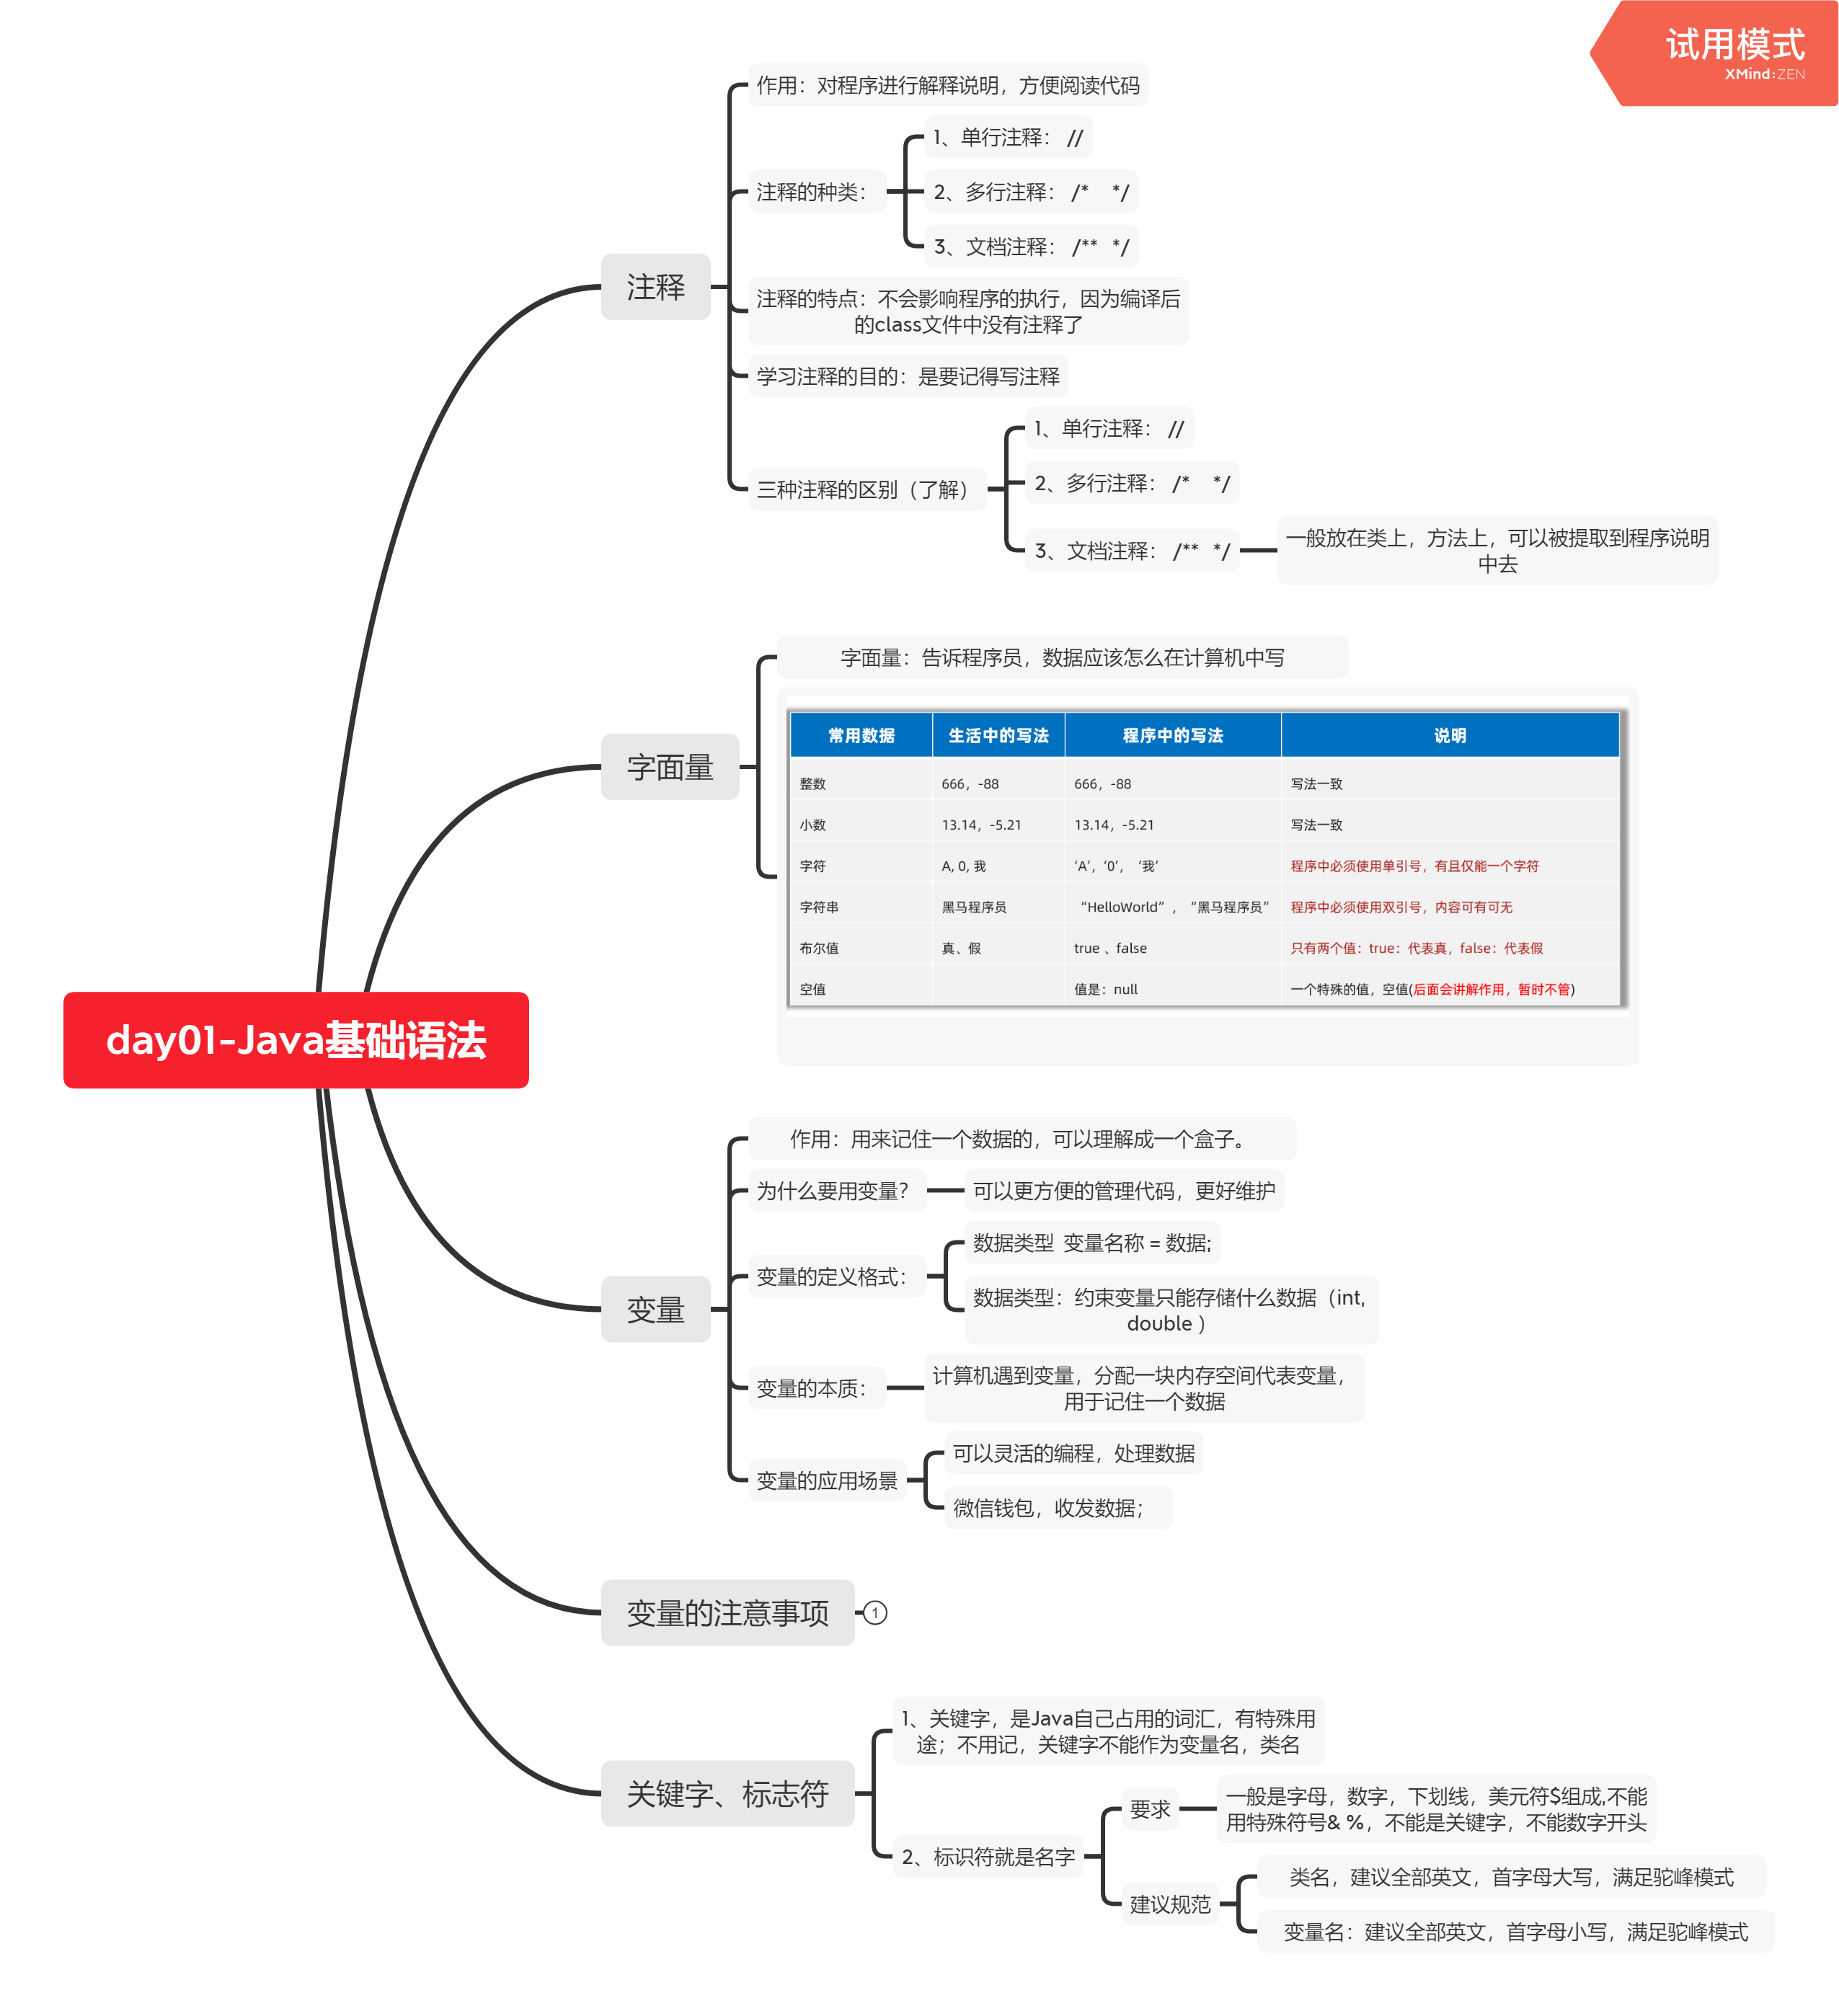 试用模式
XMind:ZEN
day01-Java基础语法
注释
作用：对程序进行解释说明，方便阅读代码
注释的种类：
1、单行注释： //
2、多行注释： /*    */
3、文档注释： /**   */
注释的特点：不会影响程序的执行，因为编译后
的class文件中没有注释了
学习注释的目的：是要记得写注释
三种注释的区别（了解）
1、单行注释： //
2、多行注释： /*    */
3、文档注释： /**   */
一般放在类上，方法上，可以被提取到程序说明
中去
字面量
字面量：告诉程序员，数据应该怎么在计算机中写
常用数据 生活中的写法 程序中的写法 说明
整数 666，-88 666，-88 写法一致
小数 13.14，-5.21 13.14，-5.21 写法一致
字符 A, 0, 我 ‘A’，‘0’， ‘我’ 程序中必须使用单引号，有且仅能一个字符
字符串 黑马程序员 “HelloWorld”，“黑马程序员” 程序中必须使用双引号，内容可有可无
布尔值 真、假 true 、false 只有两个值：true：代表真，false：代表假
空值 值是：null 一个特殊的值，空值(后面会讲解作用，暂时不管)
变量
作用：用来记住一个数据的，可以理解成一个盒子。
为什么要用变量？
可以更方便的管理代码，更好维护
变量的定义格式：
数据类型  变量名称 = 数据;
数据类型：约束变量只能存储什么数据（int,
double ）
变量的本质：
计算机遇到变量，分配一块内存空间代表变量，
用于记住一个数据
变量的应用场景
可以灵活的编程，处理数据
微信钱包，收发数据；
变量的注意事项
1
关键字、标志符
1、关键字，是Java自己占用的词汇，有特殊用
途；不用记，关键字不能作为变量名，类名
2、标识符就是名字
要求
一般是字母，数字，下划线，美元符$组成,不能
用特殊符号& %，不能是关键字，不能数字开头
建议规范
类名，建议全部英文，首字母大写，满足驼峰模式
变量名：建议全部英文，首字母小写，满足驼峰模式